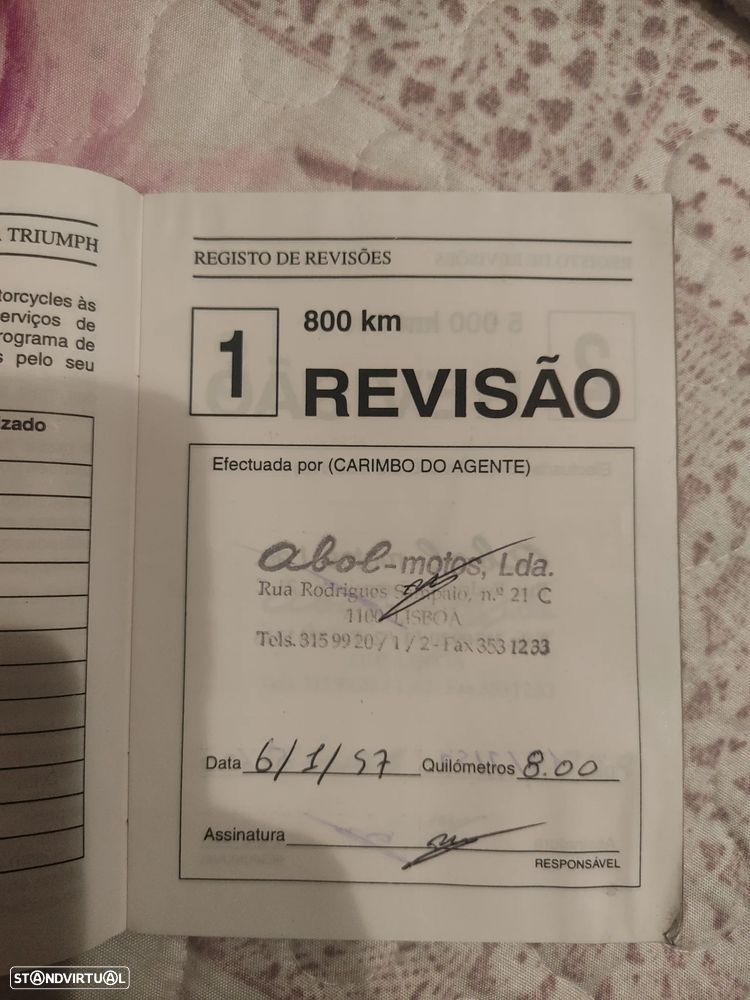 A TRIUMPH
torcycles às
erviços de
rograma de
s pelo seu
izado
REGISTO DE REVISÕES
1
800 km
REVISÃO
Efectuada por (CARIMBO DO AGENTE)
abol-motos, Lda.
Rua Rodrigues Sampaio, n.º 21 C
1100 LISBOA
Tels. 315 99 20 / 1 / 2 - Fax 353 12 33
Data 6/1/97 Quilómetros 8.00
Assinatura
RESPONSÁVEL
STANDVIRTUAL